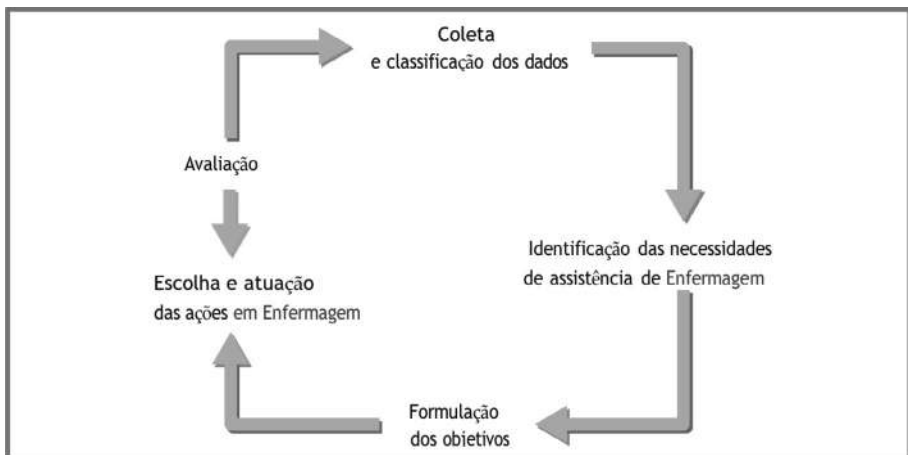 Coleta
e classificação dos dados
Avaliação
Identificação das necessidades
de assistência de Enfermagem
Escolha e atuação
das ações em Enfermagem
Formulação
dos objetivos